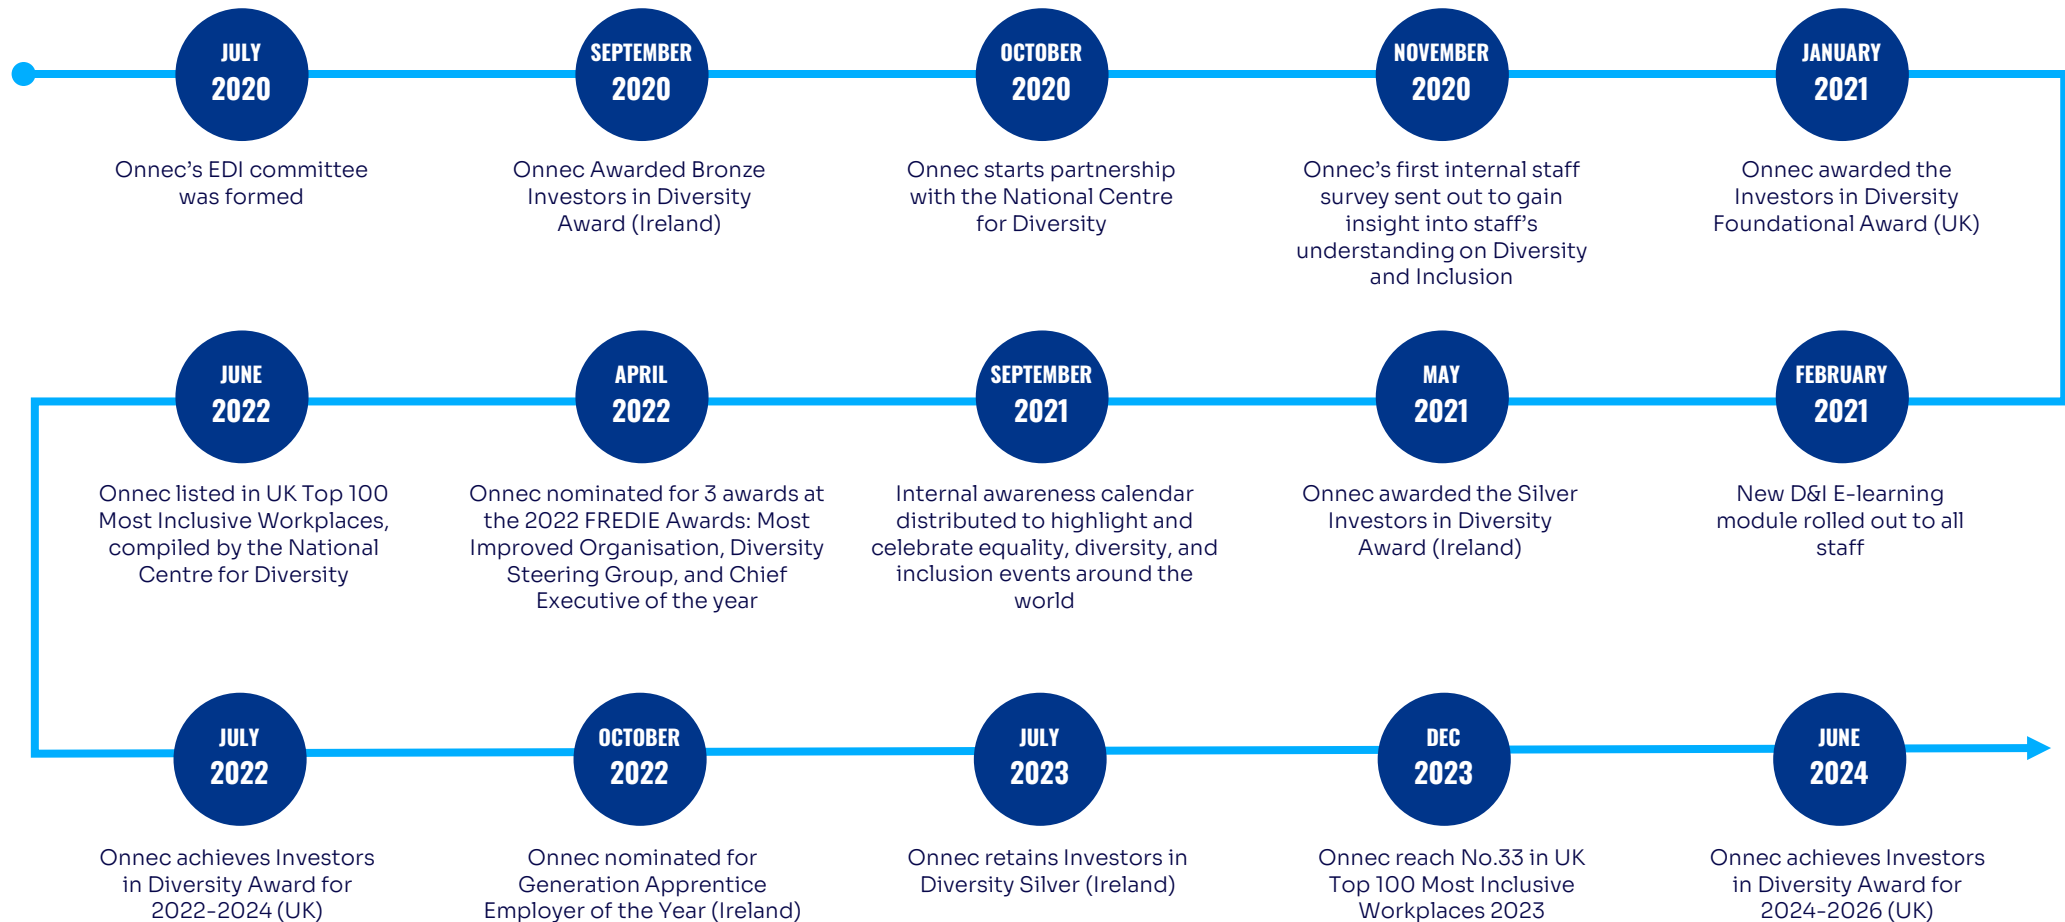 JULY
2020
Onnec’s EDI committee
was formed
SEPTEMBER
2020
Onnec Awarded Bronze
Investors in Diversity
Award (Ireland)
OCTOBER
2020
Onnec starts partnership
with the National Centre
for Diversity
NOVEMBER
2020
Onnec’s first internal staff
survey sent out to gain
insight into staff’s
understanding on Diversity
and Inclusion
JANUARY
2021
Onnec awarded the
Investors in Diversity
Foundational Award (UK)
FEBRUARY
2021
New D&I E-learning
module rolled out to all
staff
MAY
2021
Onnec awarded the Silver
Investors in Diversity
Award (Ireland)
SEPTEMBER
2021
Internal awareness calendar
distributed to highlight and
celebrate equality, diversity, and
inclusion events around the
world
APRIL
2022
Onnec nominated for 3 awards at
the 2022 FREDIE Awards: Most
Improved Organisation, Diversity
Steering Group, and Chief
Executive of the year
JUNE
2022
Onnec listed in UK Top 100
Most Inclusive Workplaces,
compiled by the National
Centre for Diversity
JULY
2022
Onnec achieves Investors
in Diversity Award for
2022-2024 (UK)
OCTOBER
2022
Onnec nominated for
Generation Apprentice
Employer of the Year (Ireland)
JULY
2023
Onnec retains Investors in
Diversity Silver (Ireland)
DEC
2023
Onnec reach No.33 in UK
Top 100 Most Inclusive
Workplaces 2023
JUNE
2024
Onnec achieves Investors
in Diversity Award for
2024-2026 (UK)